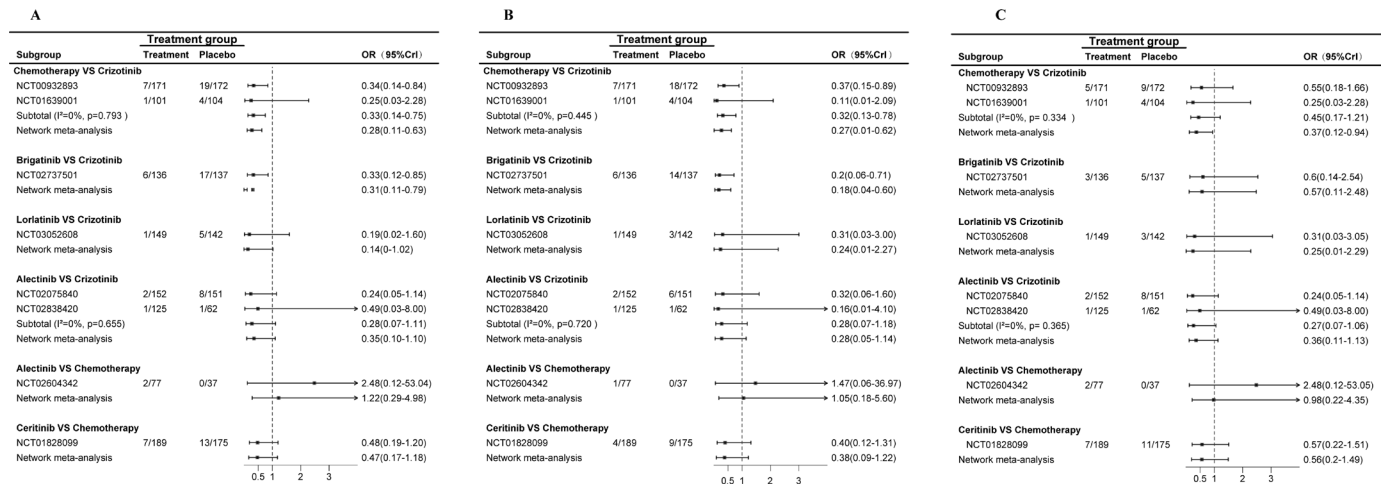 A
Treatment group
Subgroup Treatment Placebo OR (95%CrI)
Chemotherapy VS Crizotinib
NCT00932893 7/171 19/172 0.34(0.14-0.84)
NCT01639001 1/101 4/104 0.25(0.03-2.28)
Subtotal (I²=0%, p=0.793 ) 0.33(0.14-0.75)
Network meta-analysis 0.28(0.11-0.63)
Brigatinib VS Crizotinib
NCT02737501 6/136 17/137 0.33(0.12-0.85)
Network meta-analysis 0.31(0.11-0.79)
Lorlatinib VS Crizotinib
NCT03052608 1/149 5/142 0.19(0.02-1.60)
Network meta-analysis 0.14(0-1.02)
Alectinib VS Crizotinib
NCT02075840 2/152 8/151 0.24(0.05-1.14)
NCT02838420 1/125 1/62 0.49(0.03-8.00)
Subtotal (I²=0%, p=0.655) 0.28(0.07-1.11)
Network meta-analysis 0.35(0.10-1.10)
Alectinib VS Chemotherapy
NCT02604342 2/77 0/37 2.48(0.12-53.04)
Network meta-analysis 1.22(0.29-4.98)
Ceritinib VS Chemotherapy
NCT01828099 7/189 13/175 0.48(0.19-1.20)
Network meta-analysis 0.47(0.17-1.18)
0.5 1 2 3
B
Treatment group
Subgroup Treatment Placebo OR (95%CrI)
Chemotherapy VS Crizotinib
NCT00932893 7/171 18/172 0.37(0.15-0.89)
NCT01639001 1/101 4/104 0.11(0.01-2.09)
Subtotal (I²=0%, p=0.445 ) 0.32(0.13-0.78)
Network meta-analysis 0.27(0.01-0.62)
Brigatinib VS Crizotinib
NCT02737501 6/136 14/137 0.2(0.06-0.71)
Network meta-analysis 0.18(0.04-0.60)
Lorlatinib VS Crizotinib
NCT03052608 1/149 3/142 0.31(0.03-3.00)
Network meta-analysis 0.24(0.01-2.27)
Alectinib VS Crizotinib
NCT02075840 2/152 6/151 0.32(0.06-1.60)
NCT02838420 1/125 1/62 0.16(0.01-4.10)
Subtotal (I²=0%, p=0.720 ) 0.28(0.07-1.18)
Network meta-analysis 0.28(0.05-1.14)
Alectinib VS Chemotherapy
NCT02604342 1/77 0/37 1.47(0.06-36.97)
Network meta-analysis 1.05(0.18-5.60)
Ceritinib VS Chemotherapy
NCT01828099 4/189 9/175 0.40(0.12-1.31)
Network meta-analysis 0.38(0.09-1.22)
0.5 1 2 3
C
Treatment group
Subgroup Treatment Placebo OR (95%CrI)
Chemotherapy VS Crizotinib
NCT00932893 5/171 9/172 0.55(0.18-1.66)
NCT01639001 1/101 4/104 0.25(0.03-2.28)
Subtotal (I²=0%, p= 0.334 ) 0.45(0.17-1.21)
Network meta-analysis 0.37(0.12-0.94)
Brigatinib VS Crizotinib
NCT02737501 3/136 5/137 0.6(0.14-2.54)
Network meta-analysis 0.57(0.11-2.48)
Lorlatinib VS Crizotinib
NCT03052608 1/149 3/142 0.31(0.03-3.05)
Network meta-analysis 0.25(0.01-2.29)
Alectinib VS Crizotinib
NCT02075840 2/152 8/151 0.24(0.05-1.14)
NCT02838420 1/125 1/62 0.49(0.03-8.00)
Subtotal (I²=0%, p= 0.365) 0.27(0.07-1.06)
Network meta-analysis 0.36(0.11-1.13)
Alectinib VS Chemotherapy
NCT02604342 2/77 0/37 2.48(0.12-53.05)
Network meta-analysis 0.98(0.22-4.35)
Ceritinib VS Chemotherapy
NCT01828099 7/189 11/175 0.57(0.22-1.51)
Network meta-analysis 0.56(0.2-1.49)
0.5 1 2 3